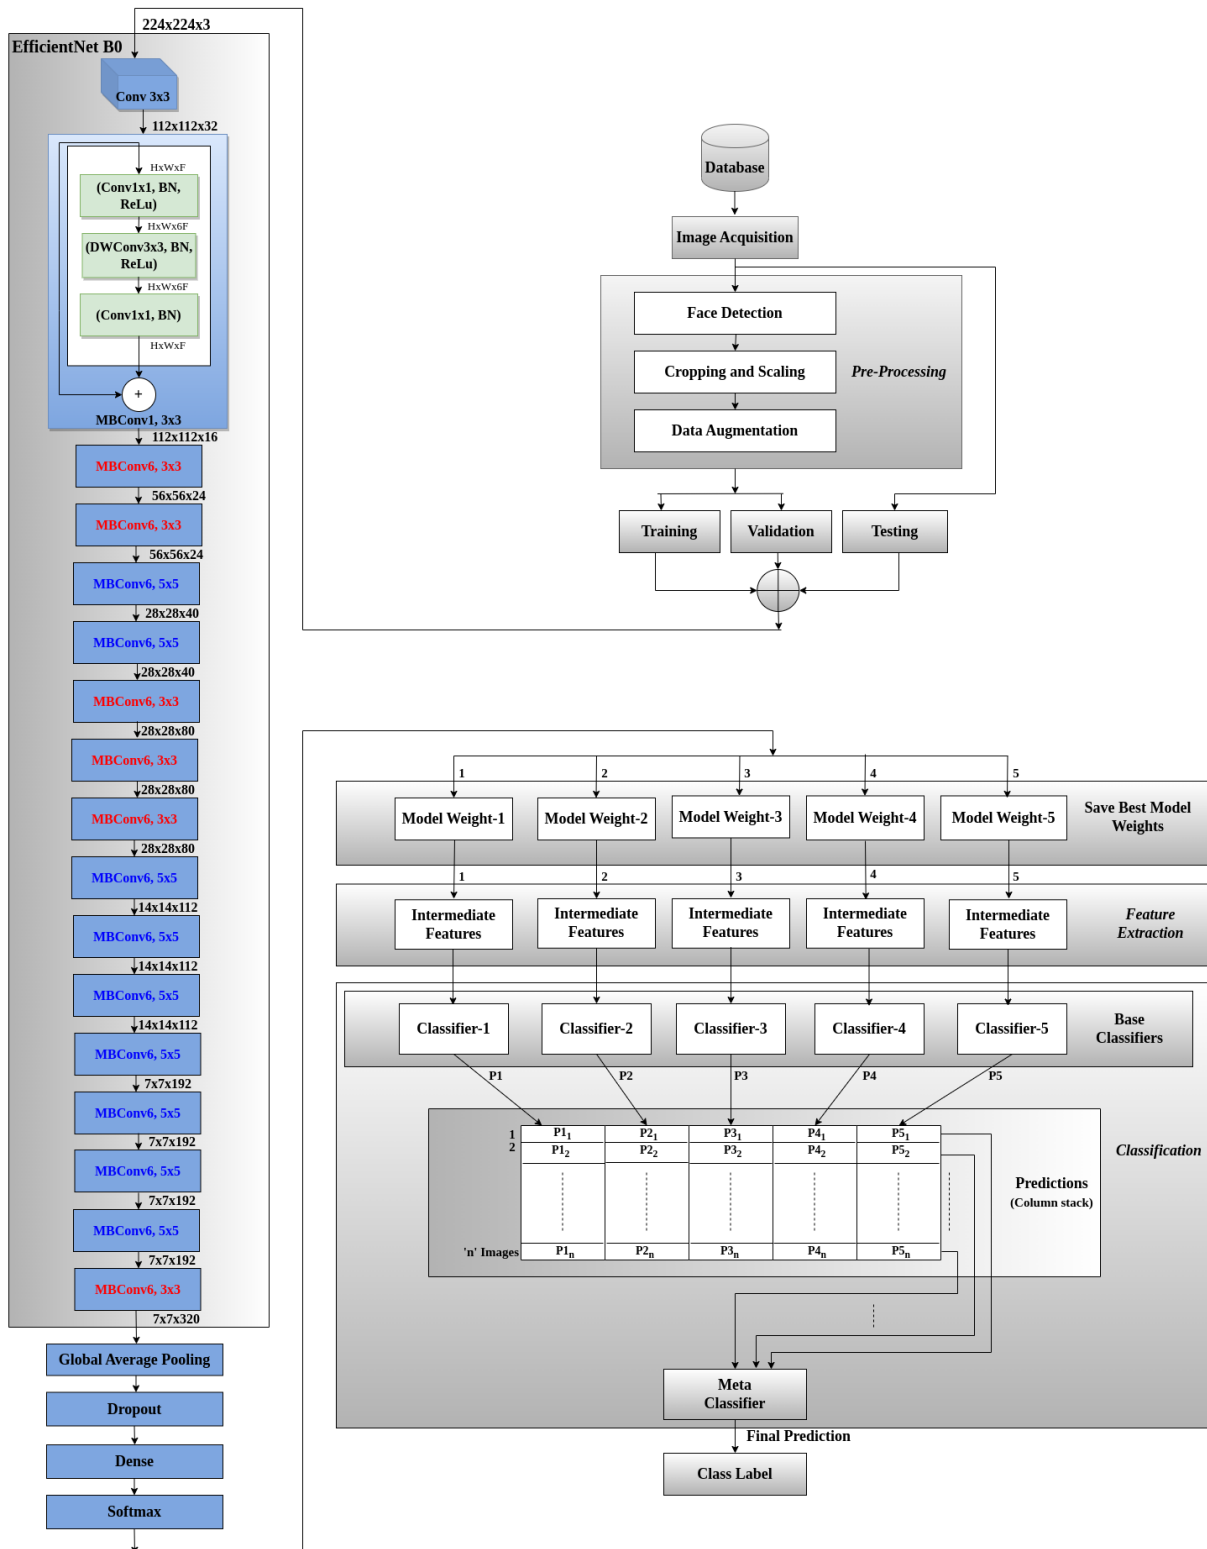 224x224x3
EfficientNet B0
Conv 3x3
112x112x32
HxWxF
(Conv1x1, BN,
ReLu)
HxWx6F
(DWConv3x3, BN,
ReLu)
HxWx6F
(Conv1x1, BN)
HxWxF
+
MBConv1, 3x3
112x112x16
MBConv6, 3x3
56x56x24
MBConv6, 3x3
56x56x24
MBConv6, 5x5
28x28x40
MBConv6, 5x5
28x28x40
MBConv6, 3x3
28x28x80
MBConv6, 3x3
28x28x80
MBConv6, 3x3
28x28x80
MBConv6, 5x5
14x14x112
MBConv6, 5x5
14x14x112
MBConv6, 5x5
14x14x112
MBConv6, 5x5
7x7x192
MBConv6, 5x5
7x7x192
MBConv6, 5x5
7x7x192
MBConv6, 5x5
7x7x192
MBConv6, 3x3
7x7x320
Global Average Pooling
Dropout
Dense
Softmax
Database
Image Acquisition
Face Detection
Cropping and Scaling
Pre-Processing
Data Augmentation
Training Validation Testing
1 2 3 4 5
Model Weight-1 Model Weight-2 Model Weight-3 Model Weight-4 Model Weight-5
Save Best Model
Weights
1 2 3 4 5
Intermediate Intermediate Intermediate Intermediate Intermediate
Features Features Features Features Features
Feature
Extraction
Classifier-1 Classifier-2 Classifier-3 Classifier-4 Classifier-5
Base
Classifiers
P1 P2 P3 P4 P5
1 P1₁ P2₁ P3₁ P4₁ P5₁
2 P1₂ P2₂ P3₂ P4₂ P5₂
Classification
Predictions
(Column stack)
'n' Images P1ₙ P2ₙ P3ₙ P4ₙ P5ₙ
Meta
Classifier
Final Prediction
Class Label